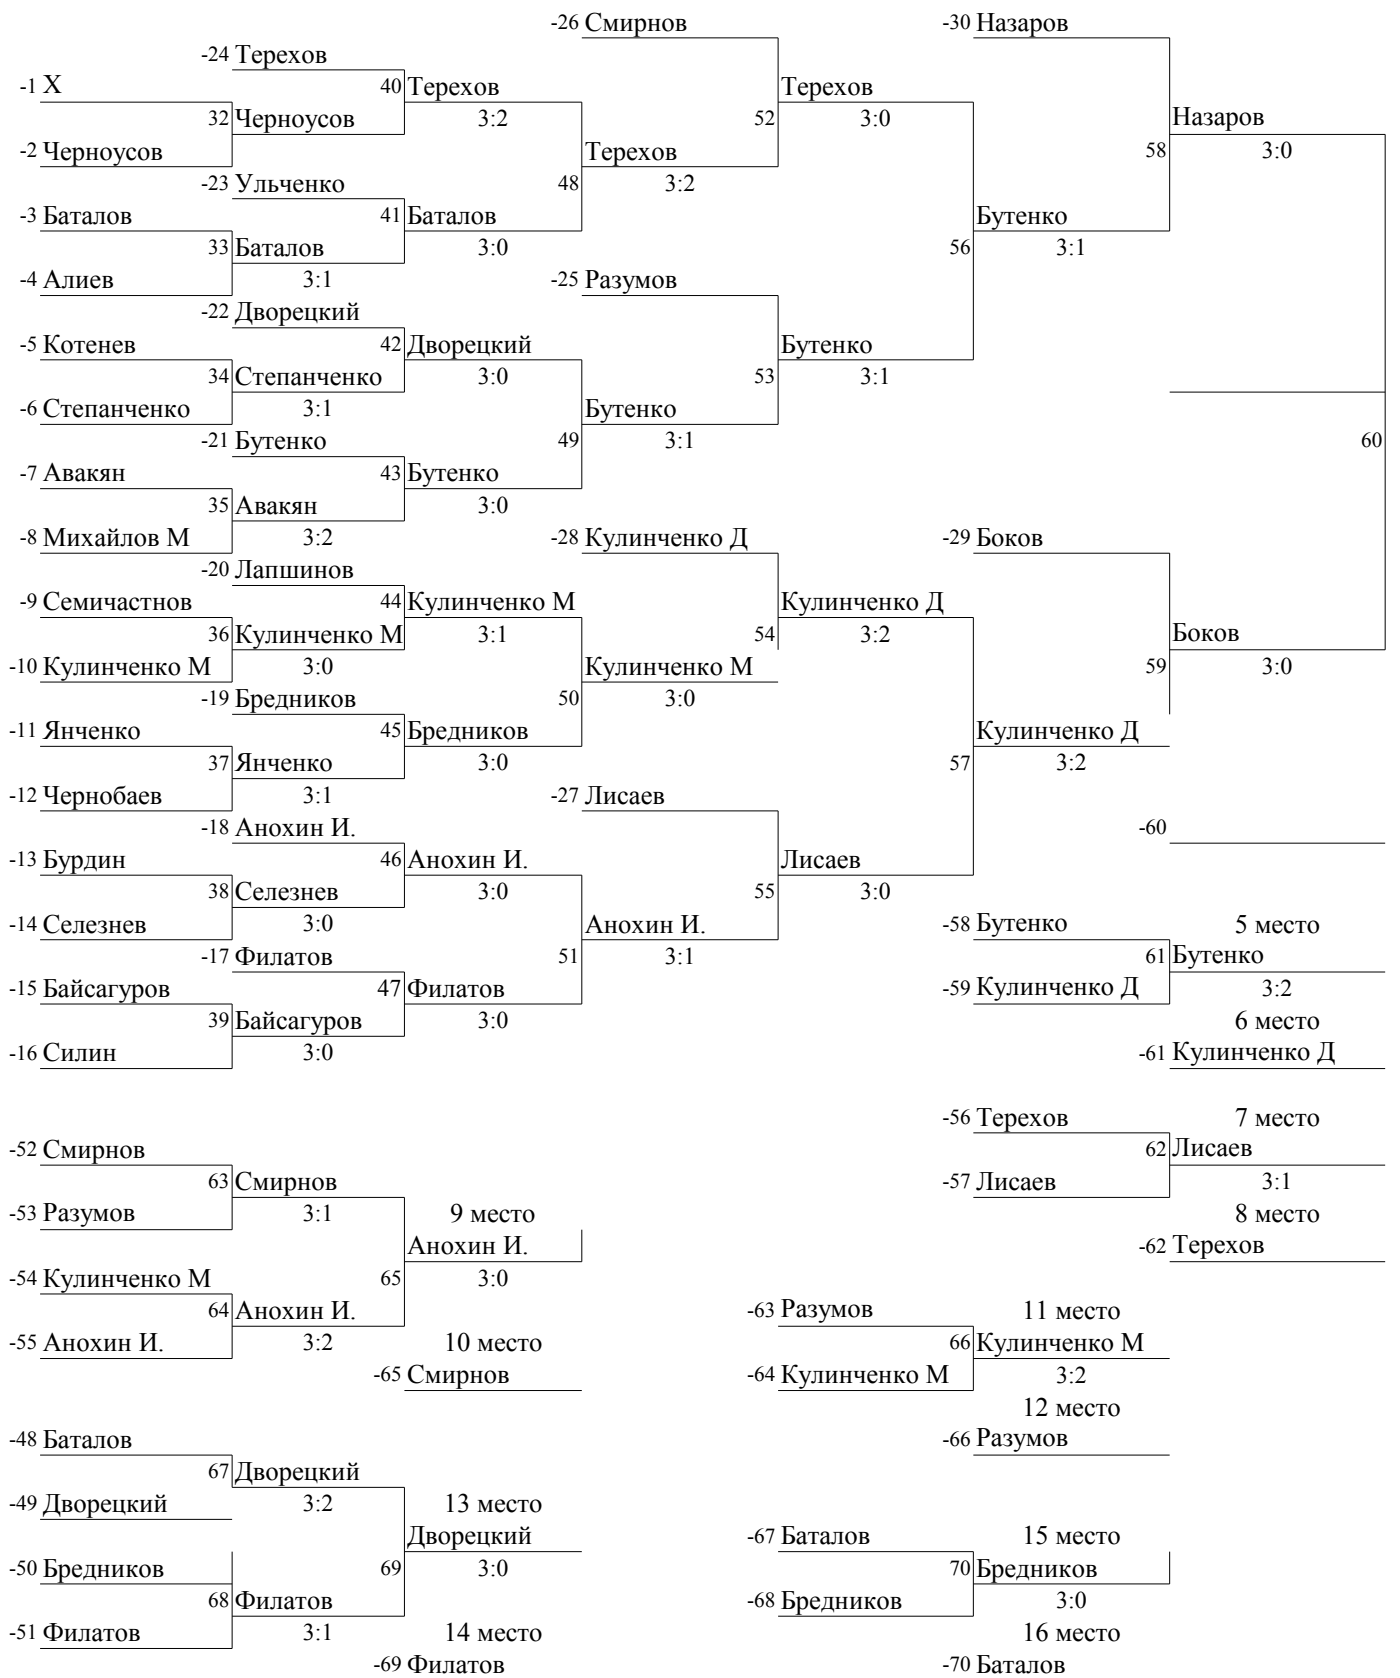 -26 Смирнов
-30 Назаров
-24 Терехов
-1 Х
40 Терехов
Терехов
32 Черноусов
3:2
52
3:0
Назаров
-2 Черноусов
Терехов
58
3:0
-23 Ульченко
48
3:2
-3 Баталов
41 Баталов
Бутенко
33 Баталов
3:0
56
3:1
-4 Алиев
3:1
-25 Разумов
-22 Дворецкий
-5 Котенев
42 Дворецкий
Бутенко
34 Степанченко
3:0
53
3:1
-6 Степанченко
3:1
Бутенко
-21 Бутенко
49
3:1
60
-7 Авакян
43 Бутенко
35 Авакян
3:0
-8 Михайлов М
3:2
-28 Кулинченко Д
-29 Боков
-20 Лапшинов
-9 Семичастнов
44 Кулинченко М
Кулинченко Д
36 Кулинченко М
3:1
54
3:2
Боков
-10 Кулинченко М
3:0
Кулинченко М
59
3:0
-19 Бредников
50
3:0
-11 Янченко
45 Бредников
Кулинченко Д
37 Янченко
3:0
57
3:2
-12 Чернобаев
3:1
-27 Лисаев
-18 Анохин И.
-60
-13 Бурдин
46 Анохин И.
Лисаев
38 Селезнев
3:0
55
3:0
-14 Селезнев
3:0
Анохин И.
-58 Бутенко
5 место
-17 Филатов
51
3:1
61 Бутенко
-15 Байсагуров
47 Филатов
-59 Кулинченко Д
3:2
39 Байсагуров
3:0
6 место
-16 Силин
3:0
-61 Кулинченко Д
-56 Терехов
7 место
-52 Смирнов
62 Лисаев
63 Смирнов
-57 Лисаев
3:1
-53 Разумов
3:1
9 место
8 место
Анохин И.
-62 Терехов
-54 Кулинченко М
65
3:0
64 Анохин И.
-63 Разумов
11 место
-55 Анохин И.
3:2
10 место
66 Кулинченко М
-65 Смирнов
-64 Кулинченко М
3:2
12 место
-48 Баталов
-66 Разумов
67 Дворецкий
-49 Дворецкий
3:2
13 место
Дворецкий
-67 Баталов
15 место
-50 Бредников
69
3:0
70 Бредников
68 Филатов
-68 Бредников
3:0
-51 Филатов
3:1
14 место
16 место
-69 Филатов
-70 Баталов